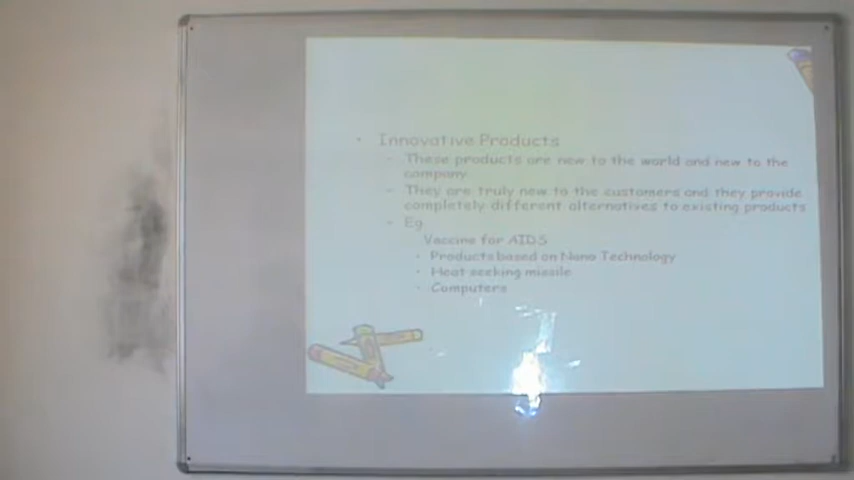 • Innovative Products
- These products are new to the world and new to the
company.
- They are truly new to the customers and they provide
completely different alternatives to existing products
- Eg
Vaccine for AIDS
• Products based on Nano Technology
• Heat seeking missile
• Computers